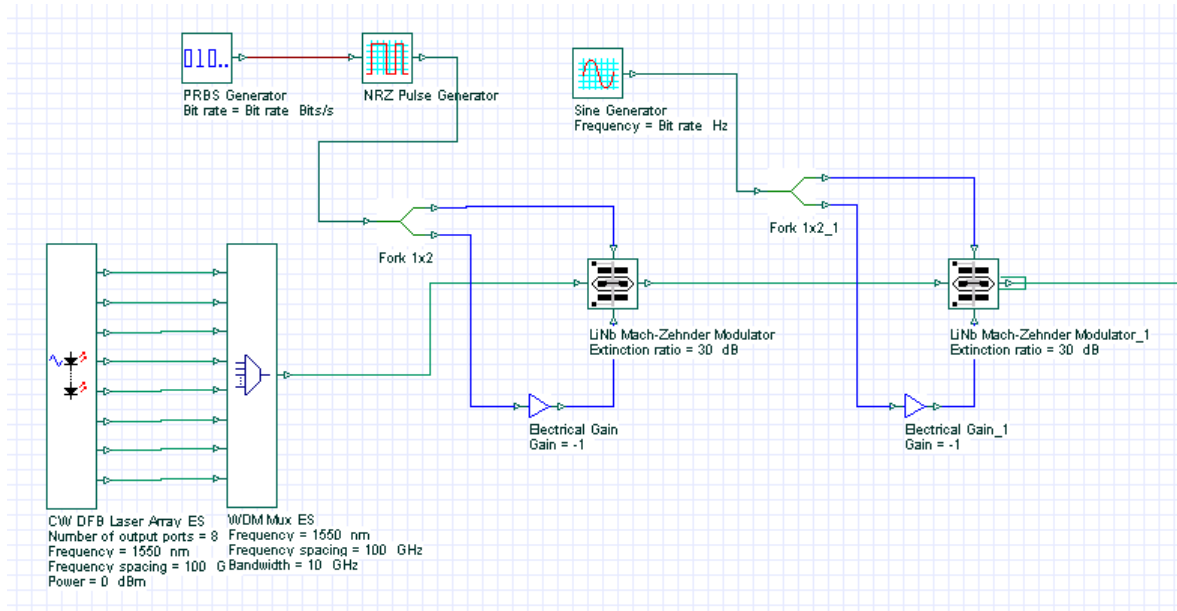 010..
PRBS Generator
Bit rate = Bit rate Bits/s
NRZ Pulse Generator
Sine Generator
Frequency = Bit rate Hz
Fork 1x2
Fork 1x2_1
LiNb Mach-Zehnder Modulator
Extinction ratio = 30 dB
LiNb Mach-Zehnder Modulator_1
Extinction ratio = 30 dB
Electrical Gain
Gain = -1
Electrical Gain_1
Gain = -1
CW DFB Laser Array ES
Number of output ports = 8
Frequency = 1550 nm
Frequency spacing = 100 G
Power = 0 dBm
WDM Mux ES
Frequency = 1550 nm
Frequency spacing = 100 GHz
Bandwidth = 10 GHz